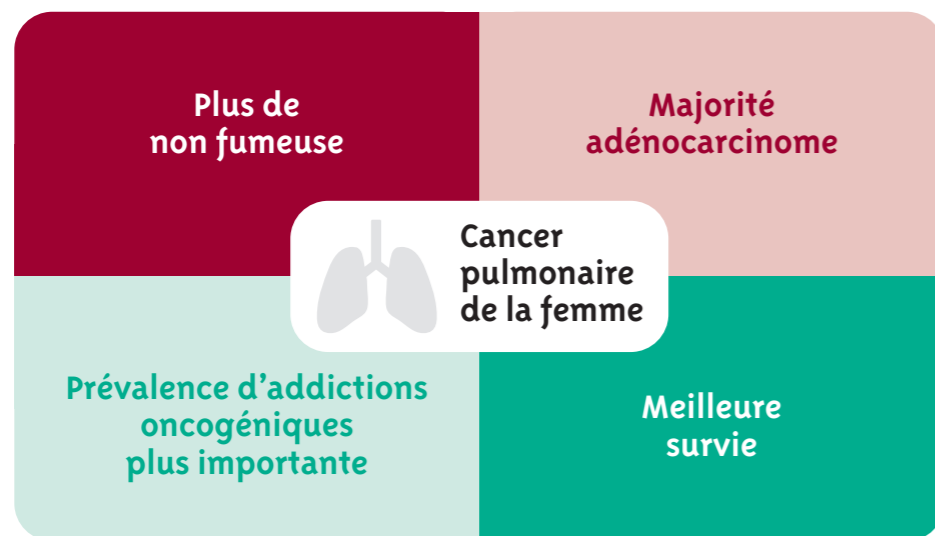 Plus de
non fumeuse
Majorité
adénocarcinome
Cancer
pulmonaire
de la femme
Prévalence d'addictions
oncogéniques
plus importante
Meilleure
survie